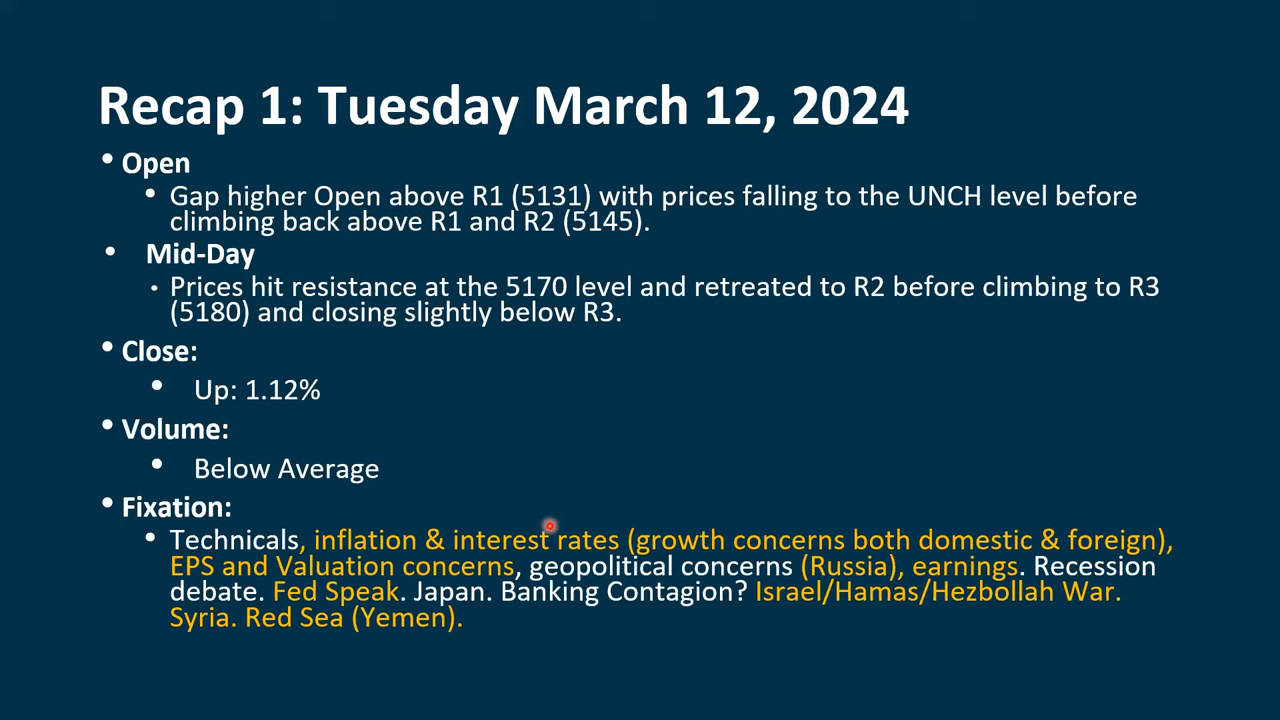 Recap 1: Tuesday March 12, 2024
• Open
• Gap higher Open above R1 (5131) with prices falling to the UNCH level before
climbing back above R1 and R2 (5145).
• Mid-Day
• Prices hit resistance at the 5170 level and retreated to R2 before climbing to R3
(5180) and closing slightly below R3.
• Close:
• Up: 1.12%
• Volume:
• Below Average
• Fixation:
• Technicals, inflation & interest rates (growth concerns both domestic & foreign),
EPS and Valuation concerns, geopolitical concerns (Russia), earnings. Recession
debate. Fed Speak. Japan. Banking Contagion? Israel/Hamas/Hezbollah War.
Syria. Red Sea (Yemen).